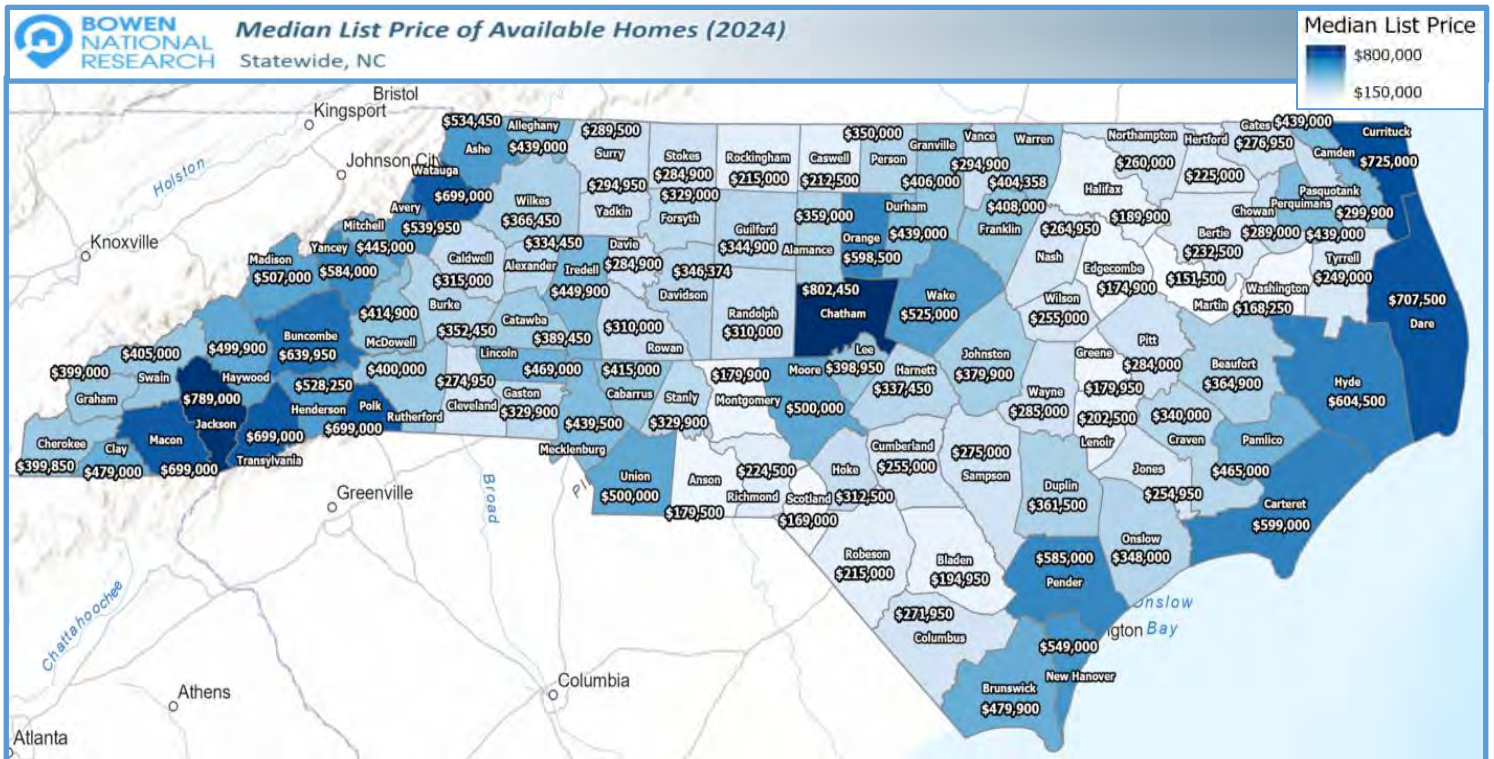 BOWEN
NATIONAL
RESEARCH
Median List Price of Available Homes (2024)
Statewide, NC
Median List Price
$800,000
$150,000
Bristol
Kingsport
Johnson City
Holston
Knoxville
$534,450
Ashe
Alleghany
$439,000
$289,500
Surry
Stokes
$284,900
Rockingham
$215,000
Caswell
$212,500
$350,000
Person
Granville
$406,000
Vance
$294,900
Warren
$404,358
Northampton
$260,000
Hertford
$225,000
Gates
$276,950
$439,000
Camden
Currituck
$725,000
Watauga
$699,000
Wilkes
$366,450
$294,950
Yadkin
$329,000
Forsyth
Guilford
$344,900
$359,000
Alamance
Orange
$598,500
Durham
$439,000
$408,000
Franklin
Halifax
$189,900
$264,950
Nash
Bertie
$232,500
Chowan
$289,000
Perquimans
$439,000
Pasquotank
$299,900
Avery
$539,950
Mitchell
$445,000
Yancey
$584,000
Madison
$507,000
Caldwell
$315,000
$334,450
Alexander
Iredell
$449,900
Davie
$284,900
$346,374
Davidson
Randolph
$310,000
$802,450
Chatham
Wake
$525,000
Edgecombe
$174,900
$151,500
Martin
Washington
$168,250
Tyrrell
$249,000
$707,500
Dare
Buncombe
$639,950
$414,900
McDowell
Burke
$352,450
Catawba
$389,450
$310,000
Rowan
Lee
$398,950
Johnston
$379,900
Wilson
$255,000
Greene
$179,950
Pitt
$284,000
Beaufort
$364,900
Hyde
$604,500
$399,000
Graham
$405,000
Swain
$499,900
Haywood
$789,000
Jackson
$528,250
Henderson
Polk
$699,000
$400,000
Rutherford
$274,950
Cleveland
Lincoln
$469,000
Gaston
$329,900
$415,000
Cabarrus
Stanly
$329,900
$179,900
Montgomery
Moore
$500,000
Harnett
$337,450
Wayne
$285,000
$202,500
Lenoir
$340,000
Craven
Pamlico
$465,000
Cherokee
$399,850
Clay
$479,000
Macon
$699,000
$699,000
Transylvania
$439,500
Mecklenburg
Union
$500,000
Anson
$179,500
$224,500
Richmond
Scotland
$169,000
Hoke
$312,500
Cumberland
$255,000
$275,000
Sampson
Duplin
$361,500
Jones
$254,950
Onslow
$348,000
Carteret
$599,000
Greenville
Broad
Robeson
$215,000
Bladen
$194,950
$585,000
Pender
$271,950
Columbus
Onslow
Bay
ington
$549,000
New Hanover
Brunswick
$479,900
Chattahoochee
Athens
Columbia
Atlanta